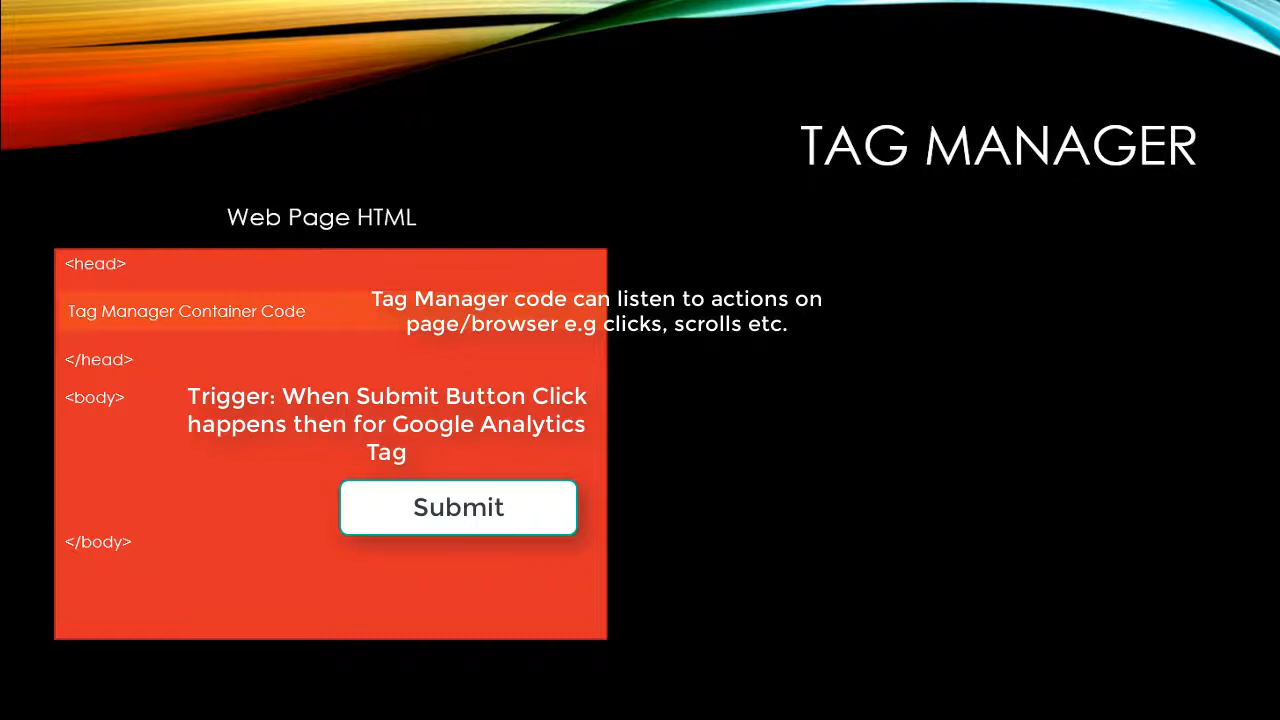 TAG MANAGER
Web Page HTML
<head>
Tag Manager Container Code
Tag Manager code can listen to actions on
page/browser e.g clicks, scrolls etc.
</head>
<body>
Trigger: When Submit Button Click
happens then for Google Analytics
Tag
Submit
</body>